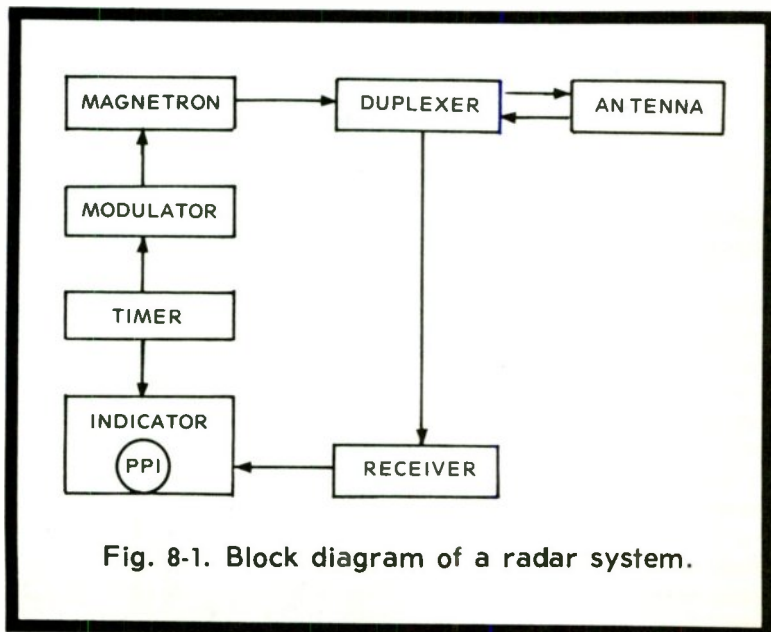 MAGNETRON
DUPLEXER
ANTENNA
MODULATOR
TIMER
INDICATOR
PPI
RECEIVER
Fig. 8-1. Block diagram of a radar system.